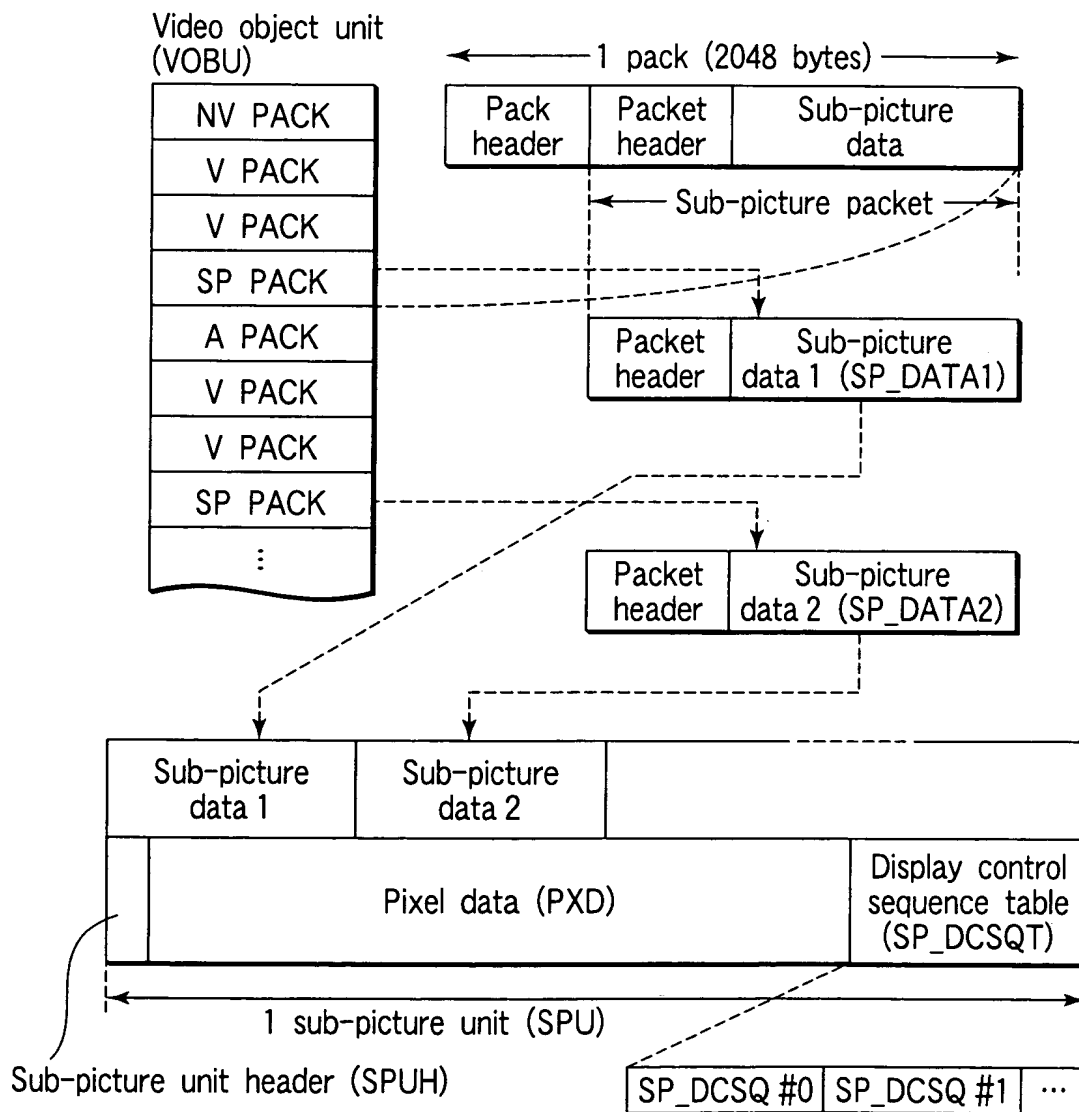 Video object unit
(VOBU)
NV PACK
V PACK
V PACK
SP PACK
A PACK
V PACK
V PACK
SP PACK
⋮
1 pack (2048 bytes)
Pack
header
Packet
header
Sub-picture
data
Sub-picture packet
Packet
header
Sub-picture
data 1 (SP_DATA1)
Packet
header
Sub-picture
data 2 (SP_DATA2)
Sub-picture
data 1
Sub-picture
data 2
Pixel data (PXD)
Display control
sequence table
(SP_DCSQT)
1 sub-picture unit (SPU)
Sub-picture unit header (SPUH)
SP_DCSQ #0
SP_DCSQ #1
...